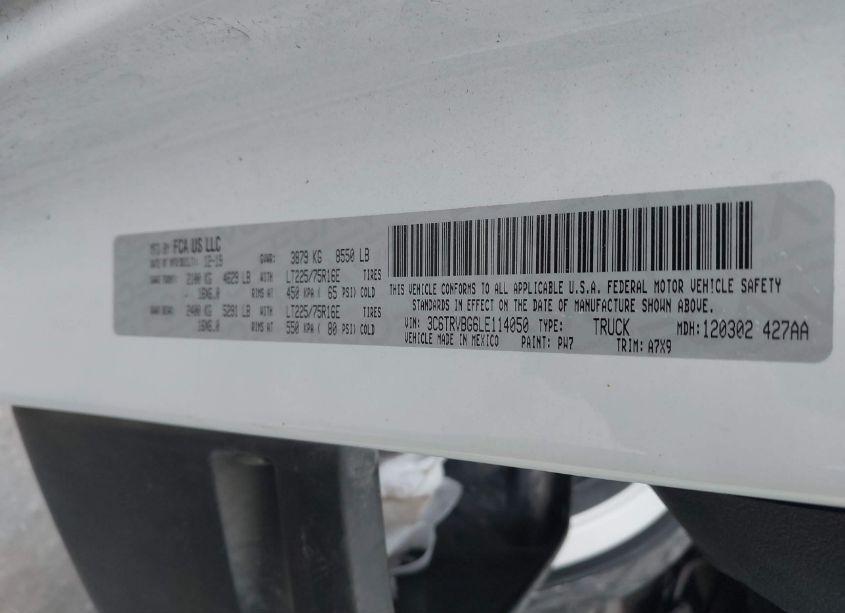 MFD BY FCA US LLC
DATE OF MFR 12-19 GVWR: 3879 KG 8550 LB
GAWR FRONT: 2100 KG 4629 LB WITH LT225/75R16E TIRES
16X6.0 RIMS AT 450 KPA ( 65 PSI) COLD
GAWR REAR: 2400 KG 5291 LB WITH LT225/75R16E TIRES
16X6.0 RIMS AT 550 KPA ( 80 PSI) COLD
THIS VEHICLE CONFORMS TO ALL APPLICABLE U.S.A. FEDERAL MOTOR VEHICLE SAFETY
STANDARDS IN EFFECT ON THE DATE OF MANUFACTURE SHOWN ABOVE.
VIN: 3C6TRVBG6LE114050 TYPE: TRUCK MDH: 120302 427AA
VEHICLE MADE IN MEXICO PAINT: PW7 TRIM: A7X9